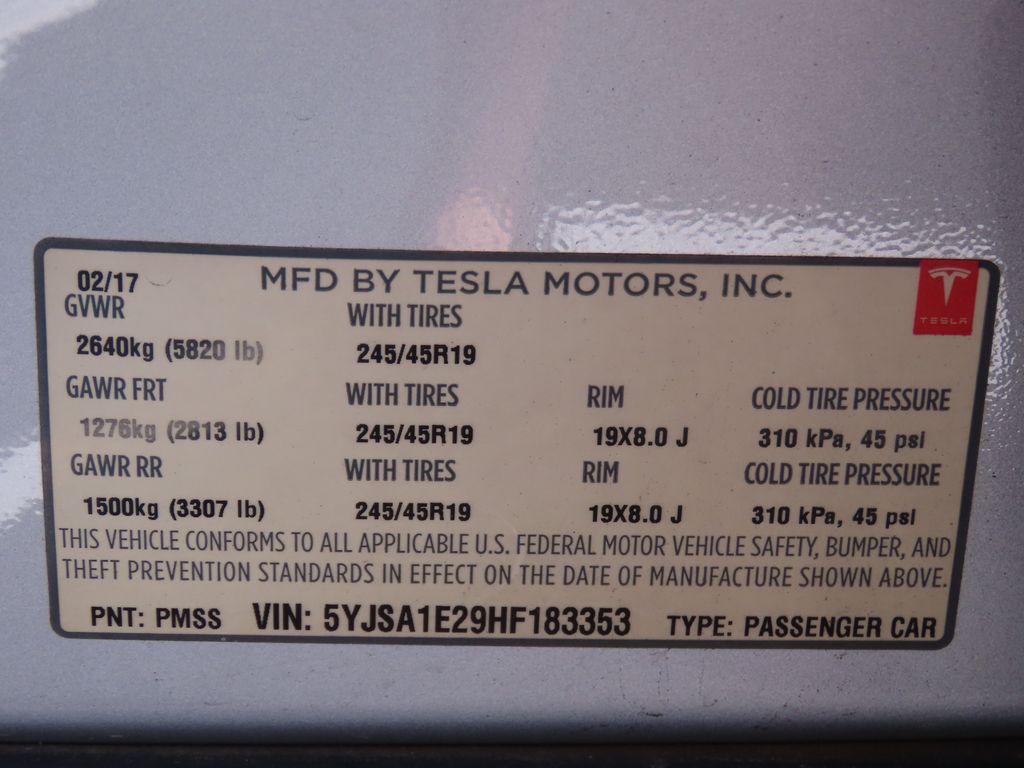 02/17 MFD BY TESLA MOTORS, INC.
TESLA
GVWR WITH TIRES
2640kg (5820 lb) 245/45R19
GAWR FRT WITH TIRES RIM COLD TIRE PRESSURE
1276kg (2813 lb) 245/45R19 19X8.0 J 310 kPa, 45 psi
GAWR RR WITH TIRES RIM COLD TIRE PRESSURE
1500kg (3307 lb) 245/45R19 19X8.0 J 310 kPa, 45 psi
THIS VEHICLE CONFORMS TO ALL APPLICABLE U.S. FEDERAL MOTOR VEHICLE SAFETY, BUMPER, AND
THEFT PREVENTION STANDARDS IN EFFECT ON THE DATE OF MANUFACTURE SHOWN ABOVE.
PNT: PMSS VIN: 5YJSA1E29HF183353 TYPE: PASSENGER CAR